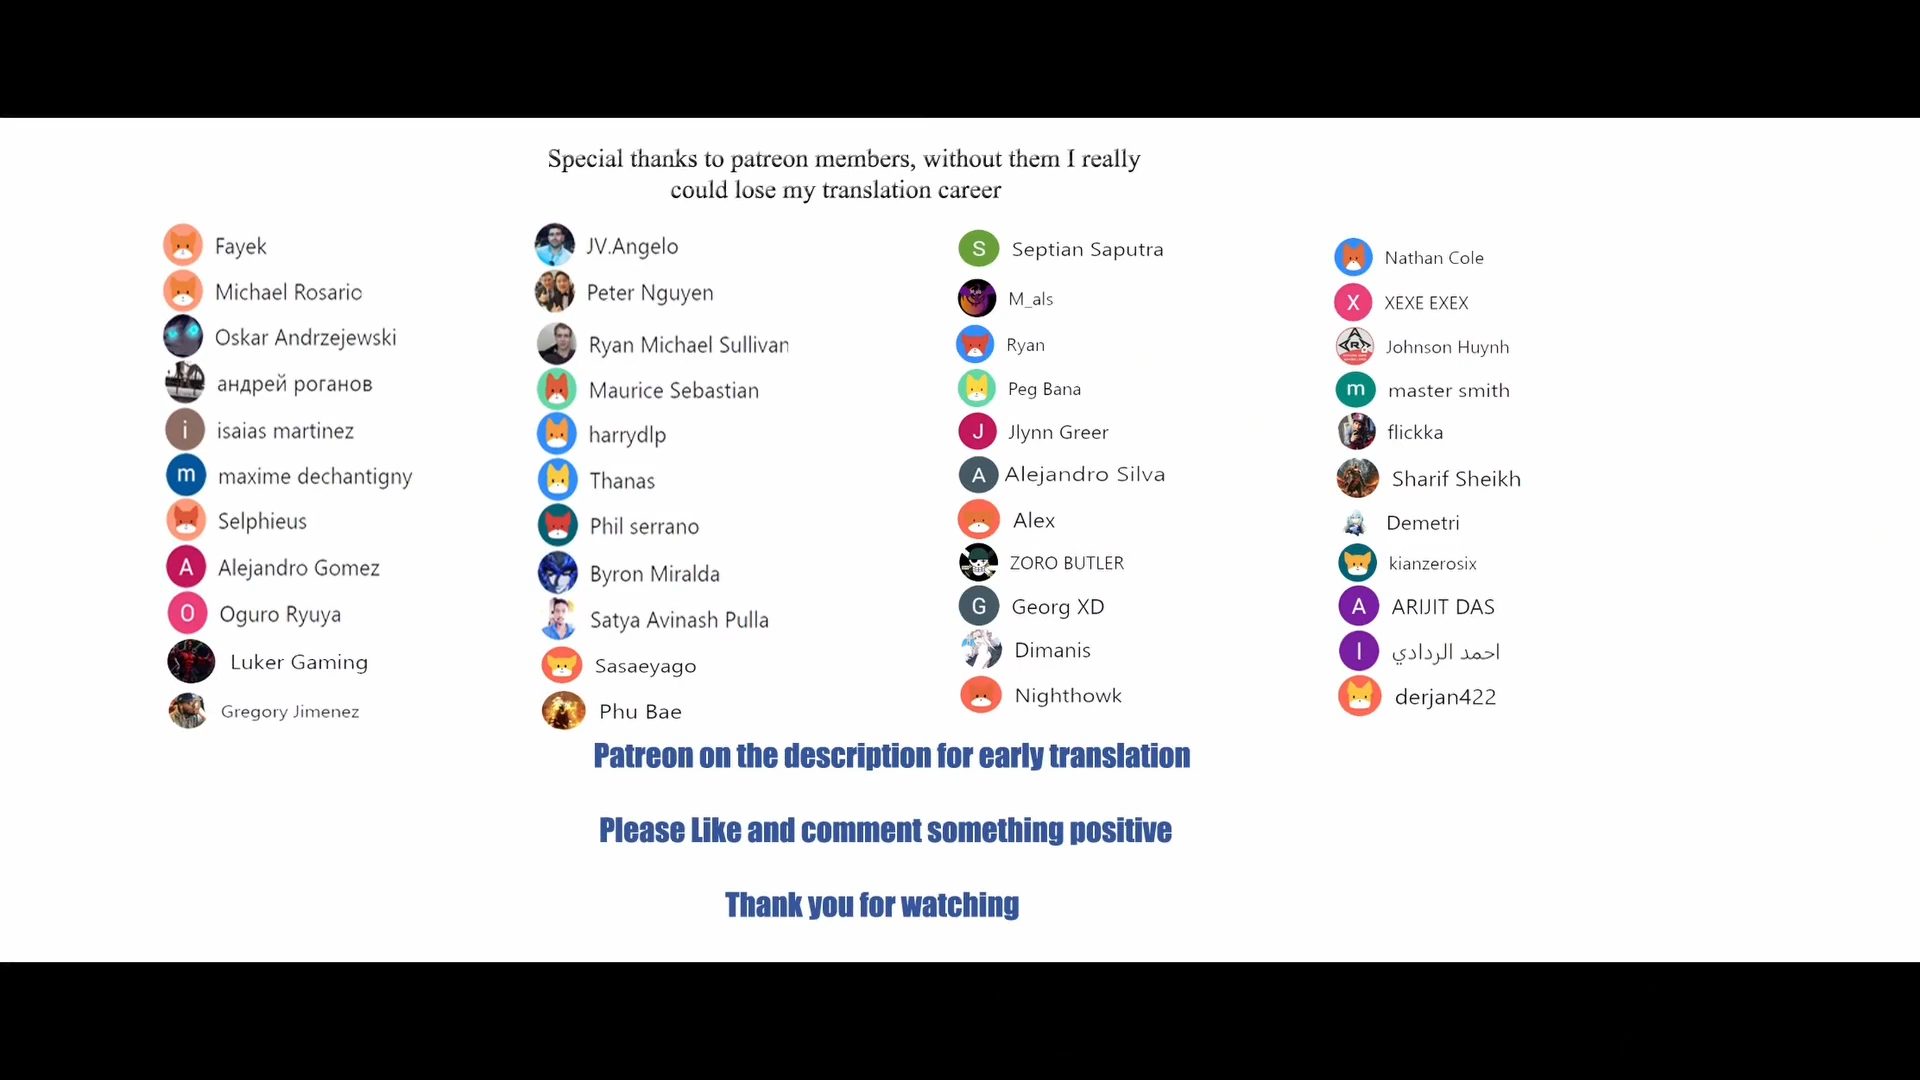 Special thanks to patreon members, without them I really
could lose my translation career
Fayek
Michael Rosario
Oskar Andrzejewski
андрей роганов
i isaias martinez
m maxime dechantigny
Selphieus
A Alejandro Gomez
O Oguro Ryuya
Luker Gaming
Gregory Jimenez
JV.Angelo
Peter Nguyen
Ryan Michael Sullivan
Maurice Sebastian
harrydlp
Thanas
Phil serrano
Byron Miralda
Satya Avinash Pulla
Sasaeyago
Phu Bae
S Septian Saputra
M_als
Ryan
Peg Bana
J Jlynn Greer
A Alejandro Silva
Alex
ZORO BUTLER
G Georg XD
Dimanis
Nighthowk
Nathan Cole
X XEXE EXEX
Johnson Huynh
m master smith
flickka
Sharif Sheikh
Demetri
kianzerosix
A ARIJIT DAS
ا احمد الردادي
derjan422
Patreon on the description for early translation
Please Like and comment something positive
Thank you for watching